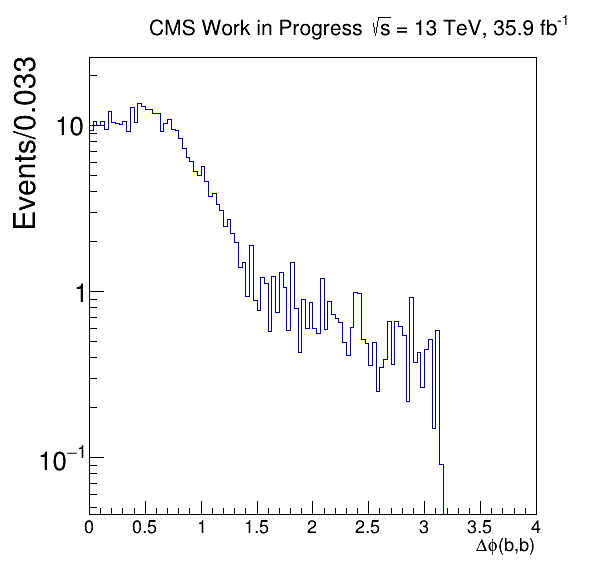 CMS Work in Progress √s = 13 TeV, 35.9 fb⁻¹
Events/0.033
10
1
10⁻¹
0 0.5 1 1.5 2 2.5 3 3.5 4
Δϕ(b,b)